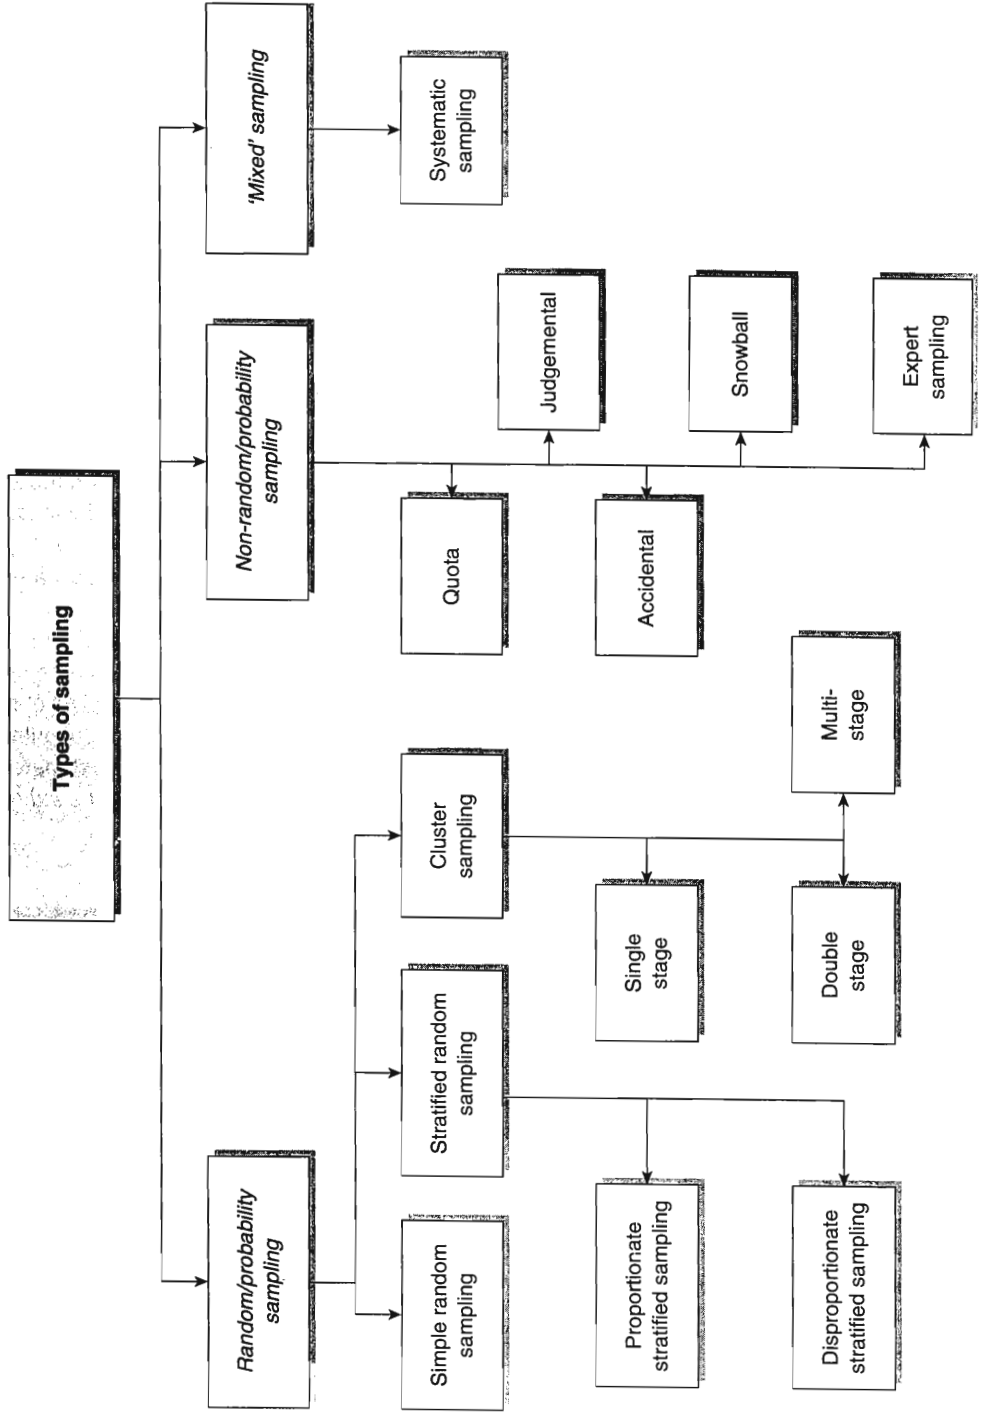 Types of sampling
Random/probability
sampling
Non-random/probability
sampling
'Mixed' sampling
Simple random
sampling
Stratified random
sampling
Cluster
sampling
Quota
Systematic
sampling
Judgemental
Proportionate
stratified sampling
Single
stage
Accidental
Snowball
Disproportionate
stratified sampling
Double
stage
Multi-
stage
Expert
sampling